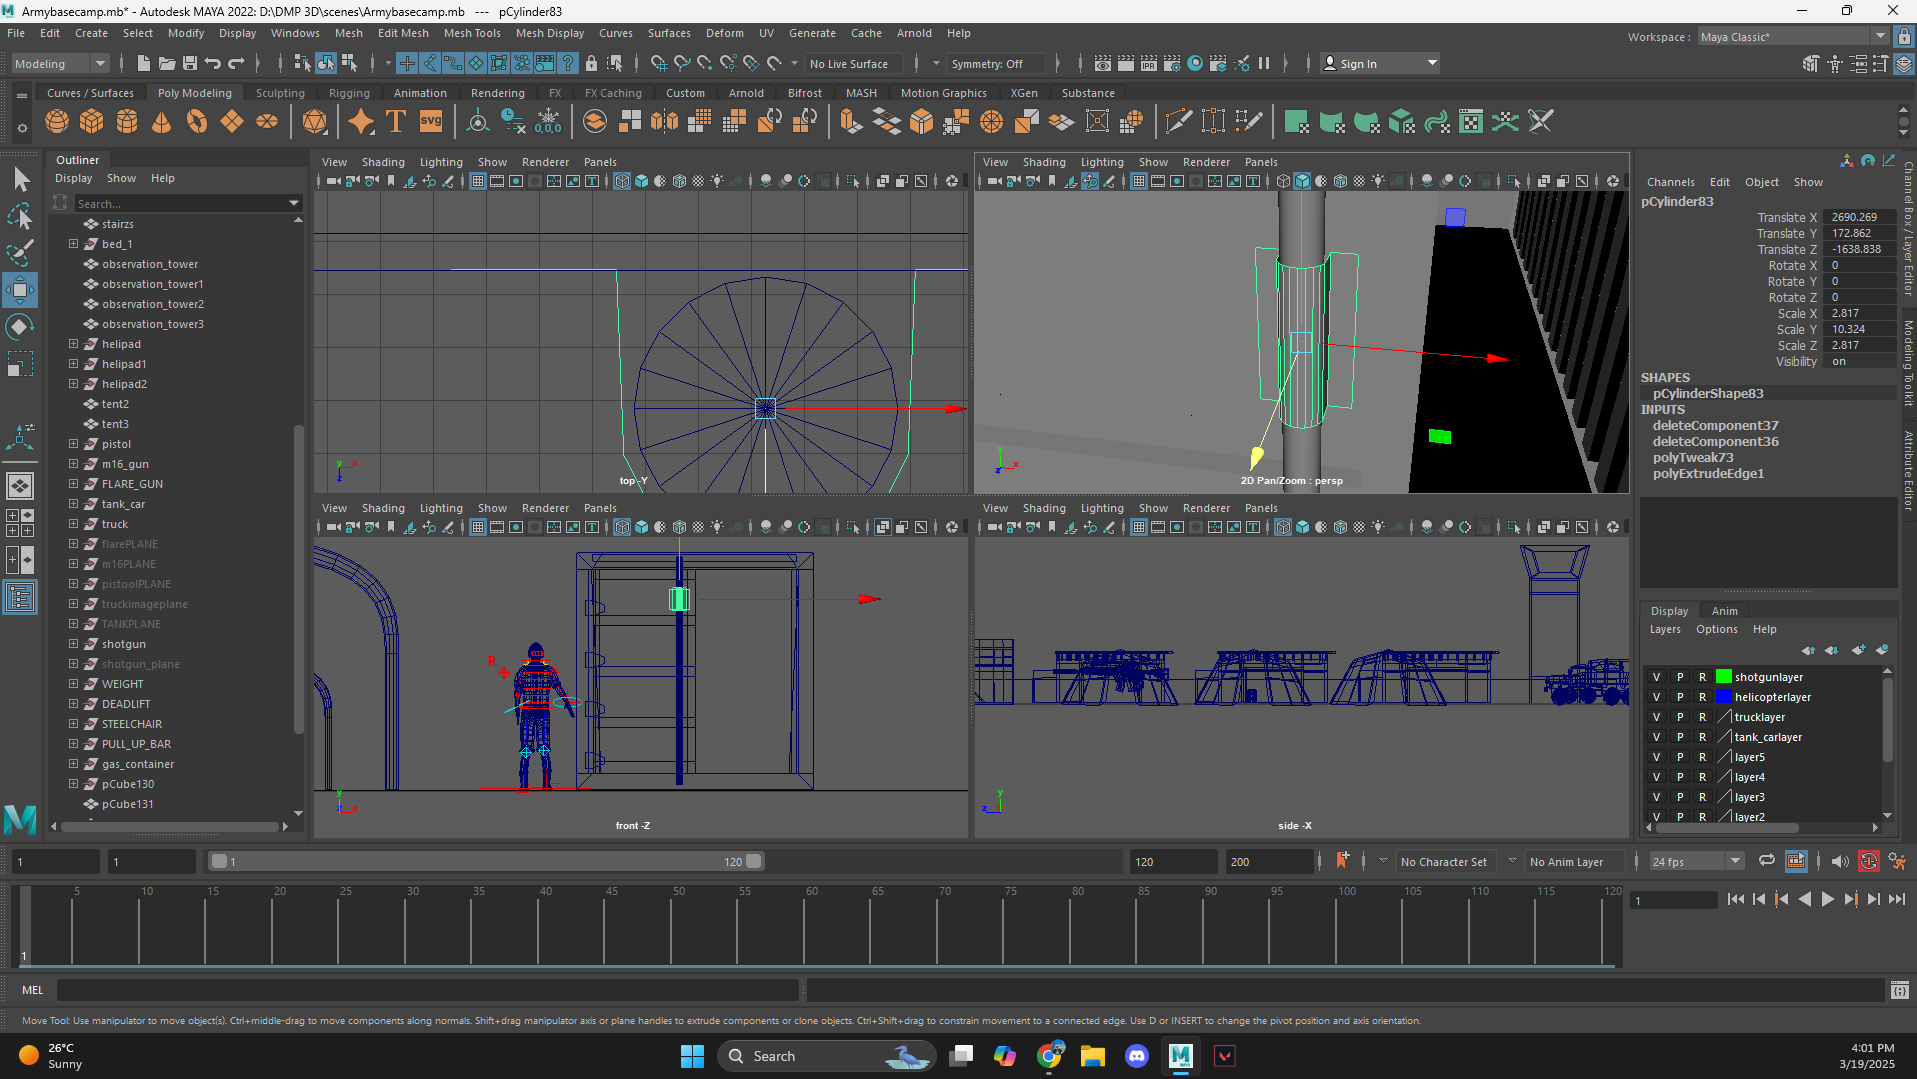 Armybasecamp.mb* - Autodesk MAYA 2022: D:\DMP 3D\scenes\Armybasecamp.mb --- pCylinder83
File Edit Create Select Modify Display Windows Mesh Edit Mesh Mesh Tools Mesh Display Curves Surfaces Deform UV Generate Cache Arnold Help
Workspace : Maya Classic*
Modeling No Live Surface Symmetry: Off Sign In
Curves / Surfaces Poly Modeling Sculpting Rigging Animation Rendering FX FX Caching Custom Arnold Bifrost MASH Motion Graphics XGen Substance
T SVG 0,0,0
Outliner
Display Show Help
Search...
stairzs
bed_1
observation_tower
observation_tower1
observation_tower2
observation_tower3
helipad
helipad1
helipad2
tent2
tent3
pistol
m16_gun
FLARE_GUN
tank_car
truck
flarePLANE
m16PLANE
pistoolPLANE
truckimageplane
TANKPLANE
shotgun
shotgun_plane
WEIGHT
DEADLIFT
STEELCHAIR
PULL_UP_BAR
gas_container
pCube130
pCube131
View Shading Lighting Show Renderer Panels
top -Y
View Shading Lighting Show Renderer Panels
2D Pan/Zoom : persp
View Shading Lighting Show Renderer Panels
R
front -Z
View Shading Lighting Show Renderer Panels
side -X
Channels Edit Object Show
pCylinder83
Translate X 2690.269
Translate Y 172.862
Translate Z -1638.838
Rotate X 0
Rotate Y 0
Rotate Z 0
Scale X 2.817
Scale Y 10.324
Scale Z 2.817
Visibility on
SHAPES
pCylinderShape83
INPUTS
deleteComponent37
deleteComponent36
polyTweak73
polyExtrudeEdge1
Channel Box / Layer Editor
Modeling Toolkit
Attribute Editor
Display Anim
Layers Options Help
V P R shotgunlayer
V P R helicopterlayer
V P R trucklayer
V P R tank_carlayer
V P R layer5
V P R layer4
V P R layer3
V P R layer2
1 1 1 120 120 200 No Character Set No Anim Layer 24 fps
5 10 15 20 25 30 35 40 45 50 55 60 65 70 75 80 85 90 95 100 105 110 115 120
1
1
MEL
Move Tool: Use manipulator to move object(s). Ctrl+middle-drag to move components along normals. Shift+drag manipulator axis or plane handles to extrude components or clone objects. Ctrl+Shift+drag to constrain movement to a connected edge. Use D or INSERT to change the pivot position and axis orientation.
26°C
Sunny
Search
4:01 PM
3/19/2025